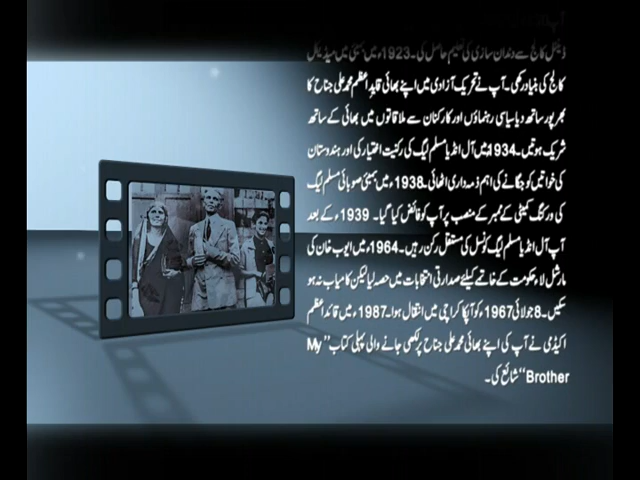 ڈینٹل کالج سے دندان سازی کی تعلیم حاصل کی۔ 1923ء میں بمبئی میں میڈیکل
کالج کی بنیاد رکھی۔ آپ نے تحریک آزادی میں اپنے بھائی قائداعظم محمد علی جناح کا
بھرپور ساتھ دیا سیاسی رہنماؤں اور کارکنان سے ملاقاتوں میں بھائی کے ساتھ
شریک ہوتیں۔ 1934ء میں آل انڈیا مسلم لیگ کی رکنیت اختیار کی اور ہندوستان
کی خواتین کو جگانے کی اہم ذمہ داری اٹھائی۔ 1938ء میں بمبئی صوبائی مسلم لیگ
کی ورکنگ کمیٹی کے ممبر کے منصب پر آپ کو فائض کیا گیا۔ 1939ء کے بعد
آپ آل انڈیا مسلم لیگ کونسل کی مستقل رکن رہیں۔ 1964ء میں ایوب خان کی
مارشل لاء حکومت کے خاتمے کیلئے صدارتی انتخابات میں حصہ لیا لیکن کامیاب نہ ہو
سکیں۔ 8 جولائی 1967ء کو آپکا کراچی میں انتقال ہوا۔ 1987ء میں قائد اعظم
اکیڈمی نے آپ کی اپنے بھائی محمد علی جناح پر لکھی جانے والی پہلی کتاب "My
Brother" شائع کی۔